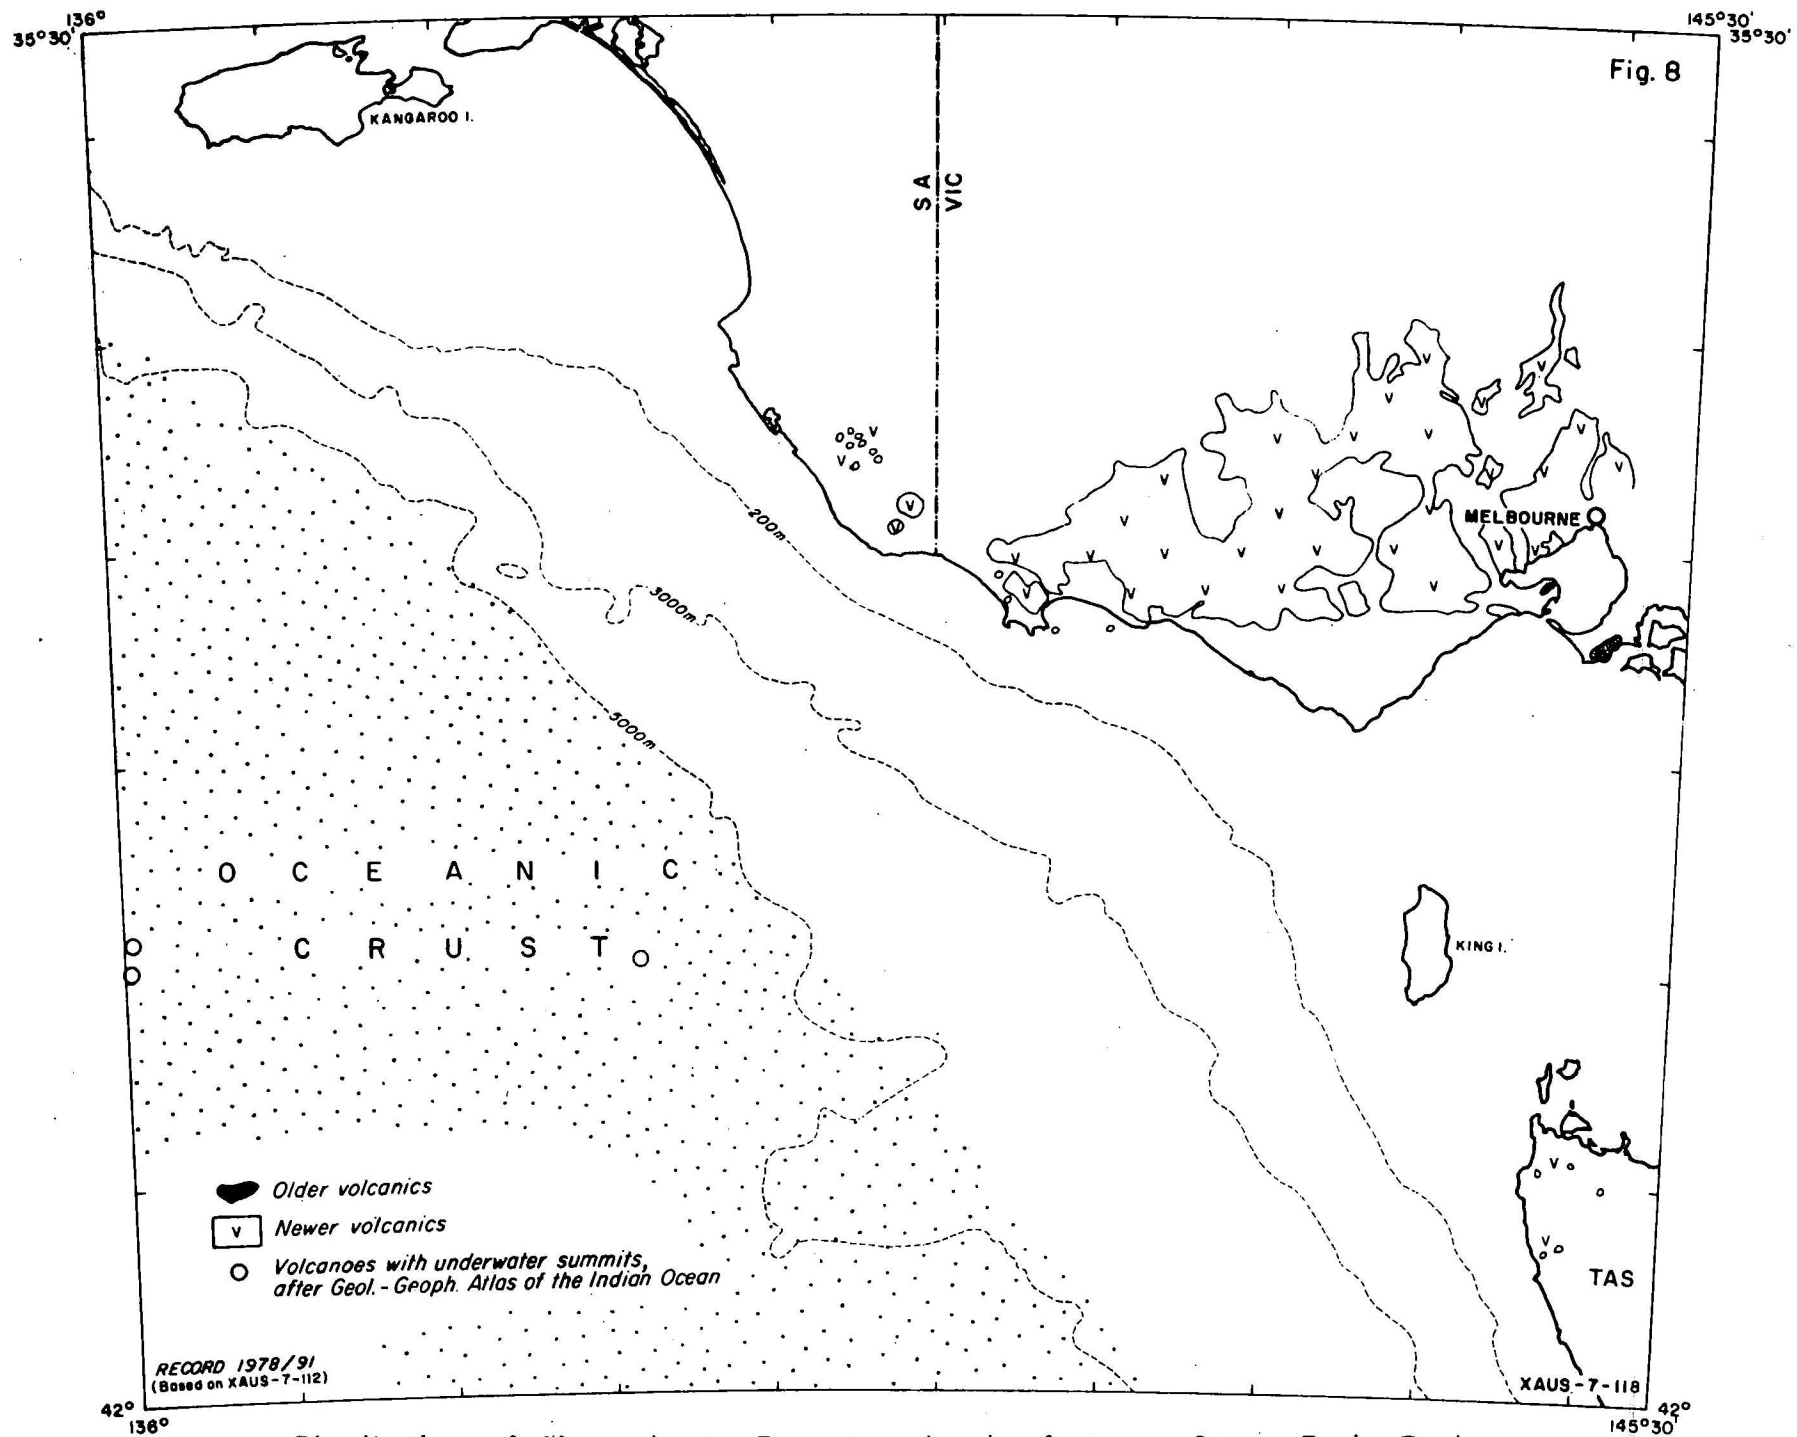 136°
145°30'
35°30'
35°30'
Fig. 8
KANGAROO I.
SA
VIC
MELBOURNE
200m
3000m
5000m
OCEANIC
CRUST
KING I.
Older volcanics
v Newer volcanics
Volcanoes with underwater summits,
after Geol.-Geoph. Atlas of the Indian Ocean
TAS
RECORD 1978/91
(Based on XAUS-7-112)
XAUS-7-118
42°
42°
136°
145°30'